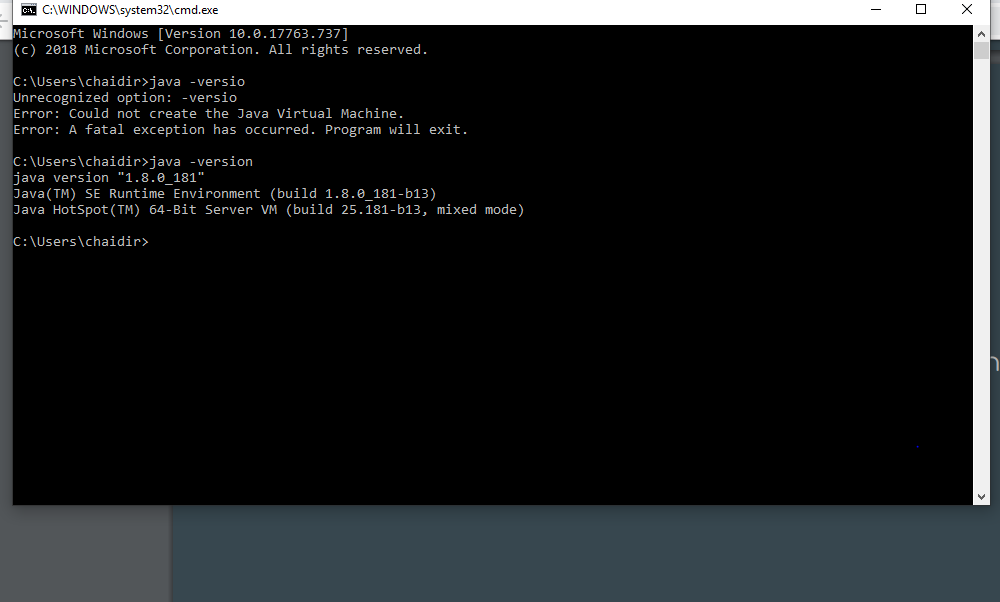 C:\WINDOWS\system32\cmd.exe
Microsoft Windows [Version 10.0.17763.737]
(c) 2018 Microsoft Corporation. All rights reserved.
C:\Users\chaidir>java -versio
Unrecognized option: -versio
Error: Could not create the Java Virtual Machine.
Error: A fatal exception has occurred. Program will exit.
C:\Users\chaidir>java -version
java version "1.8.0_181"
Java(TM) SE Runtime Environment (build 1.8.0_181-b13)
Java HotSpot(TM) 64-Bit Server VM (build 25.181-b13, mixed mode)
C:\Users\chaidir>